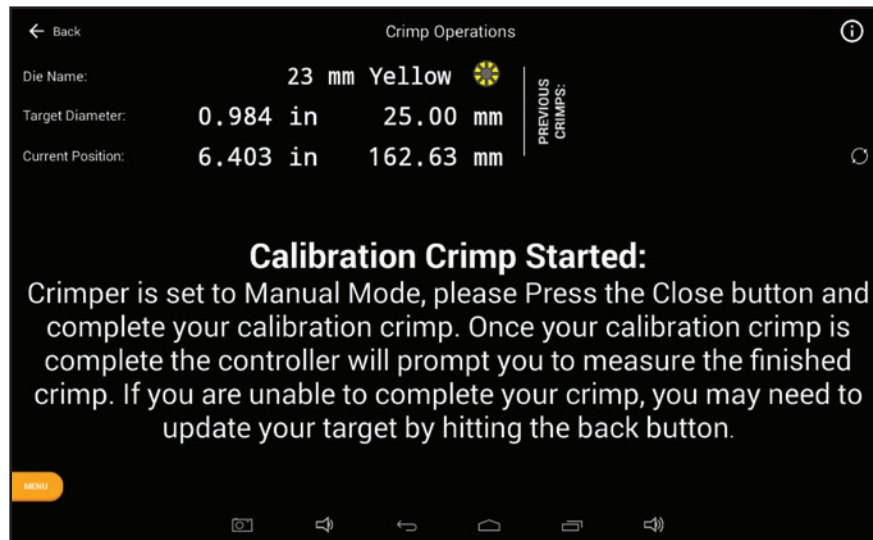 Back
Crimp Operations
Die Name: 23 mm Yellow
Target Diameter: 0.984 in 25.00 mm
Current Position: 6.403 in 162.63 mm
PREVIOUS
CRIMPS:
Calibration Crimp Started:
Crimper is set to Manual Mode, please Press the Close button and
complete your calibration crimp. Once your calibration crimp is
complete the controller will prompt you to measure the finished
crimp. If you are unable to complete your crimp, you may need to
update your target by hitting the back button.
MENU